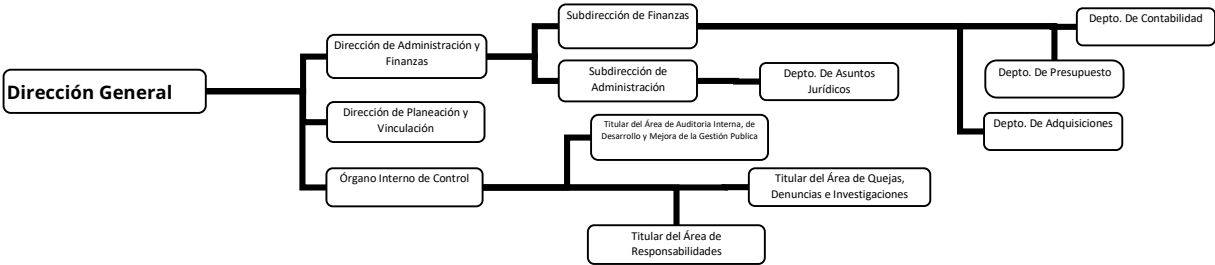 Dirección General
Dirección de Administración y
Finanzas
Subdirección de Finanzas
Depto. De Contabilidad
Depto. De Presupuesto
Depto. De Adquisiciones
Subdirección de
Administración
Depto. De Asuntos
Jurídicos
Dirección de Planeación y
Vinculación
Órgano Interno de Control
Titular del Área de Auditoria Interna, de
Desarrollo y Mejora de la Gestión Publica
Titular del Área de Quejas,
Denuncias e Investigaciones
Titular del Área de
Responsabilidades